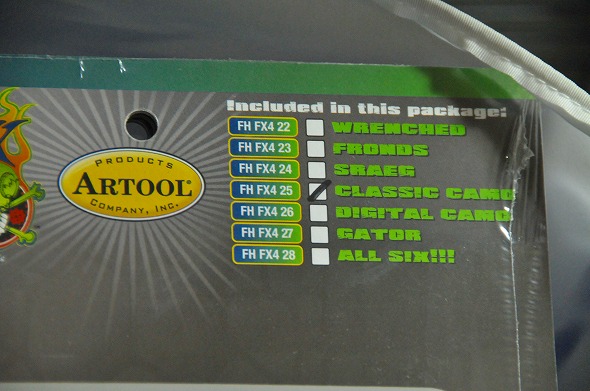 Included in this package:
FH FX4 22 WRENCHED
FH FX4 23 FRONDS
FH FX4 24 SRAEG
FH FX4 25 CLASSIC CAMO
FH FX4 26 DIGITAL CAMO
FH FX4 27 GATOR
FH FX4 28 ALL SIX!!!
PRODUCTS
ARTOOL®
COMPANY, INC.